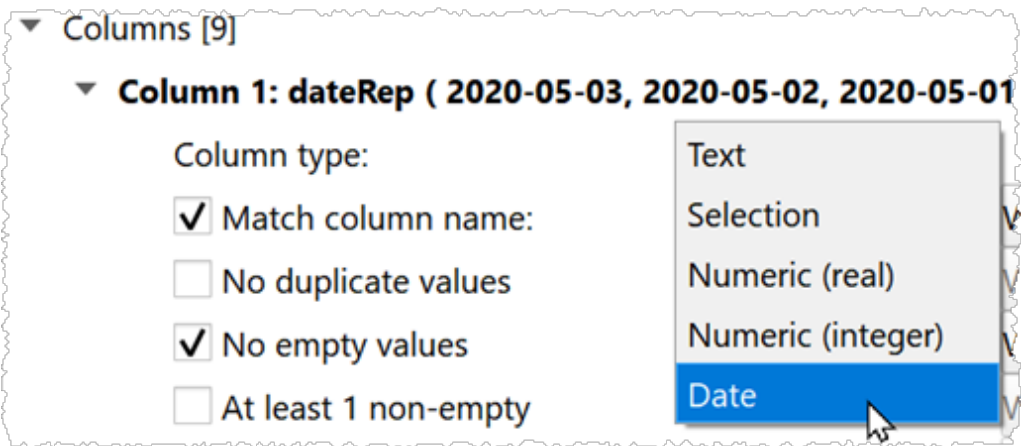 Columns [9]
Column 1: dateRep ( 2020-05-03, 2020-05-02, 2020-05-01
Column type:
Text
Match column name:
Selection
No duplicate values
Numeric (real)
No empty values
Numeric (integer)
At least 1 non-empty
Date